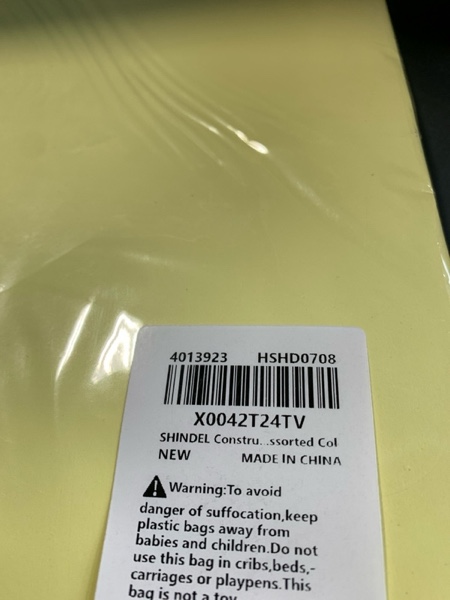 4013923 HSHD0708
X0042T24TV
SHINDEL Constru...ssorted Col
NEW MADE IN CHINA
Warning:To avoid
danger of suffocation,keep
plastic bags away from
babies and children.Do not
use this bag in cribs,beds,-
carriages or playpens.This
bag is not a toy